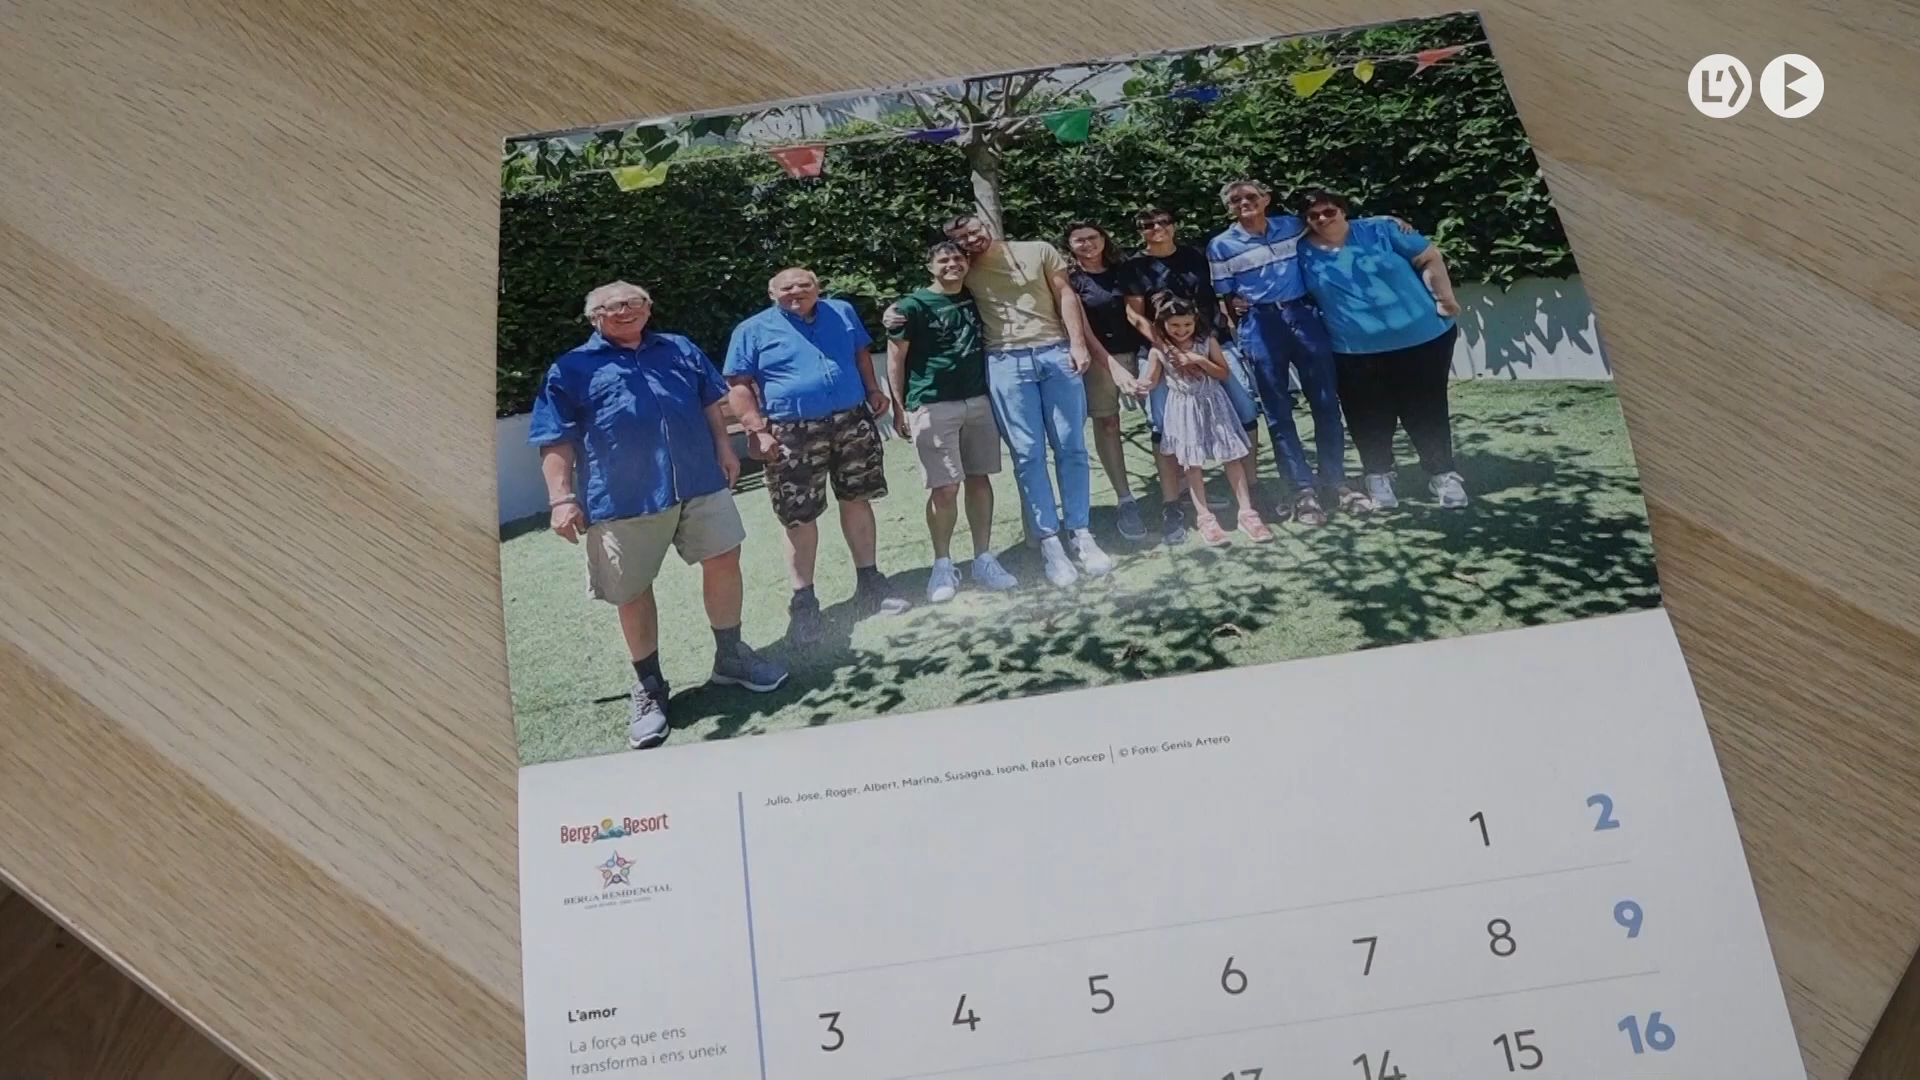 L'
Julio, Jose, Roger, Albert, Marina, Susagna, Isona, Rafa i Concep | © Foto: Genís Artero
Berga Resort
BERGA RESIDENCIAL
L'amor
La força que ens
transforma i ens uneix
1 2
3 4 5 6 7 8 9
13 14 15 16